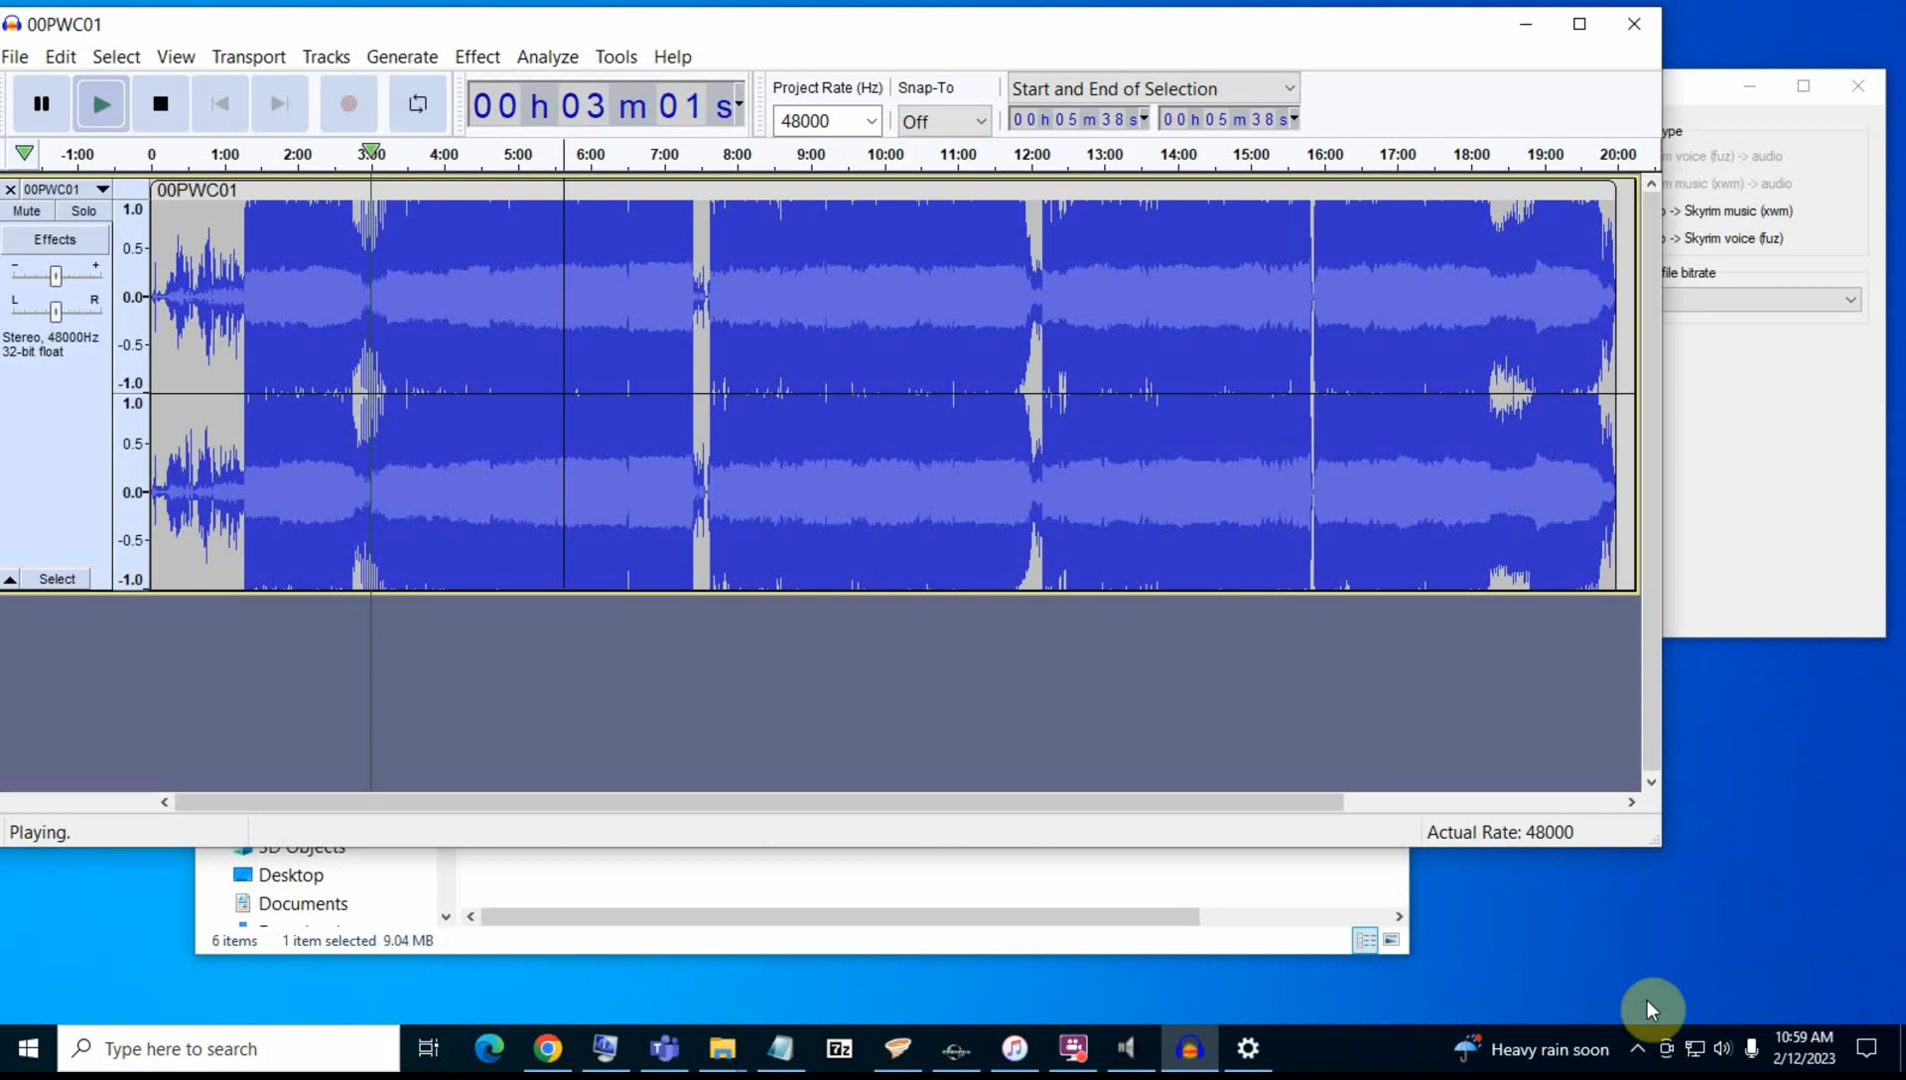 00PWC01
File Edit Select View Transport Tracks Generate Effect Analyze Tools Help
00 h 03 m 01 s
Project Rate (Hz)
48000
Snap-To
Off
Start and End of Selection
00h05m38s 00h05m38s
-1:00 0 1:00 2:00 3:00 4:00 5:00 6:00 7:00 8:00 9:00 10:00 11:00 12:00 13:00 14:00 15:00 16:00 17:00 18:00 19:00 20:00
00PWC01
00PWC01
Mute Solo
Effects
- +
L R
Stereo, 48000Hz
32-bit float
1.0
0.5
0.0
-0.5
-1.0
1.0
0.5
0.0
-0.5
-1.0
Select
ype
m voice (fuz) -> audio
m music (xwm) -> audio
-> Skyrim music (xwm)
-> Skyrim voice (fuz)
file bitrate
Playing.
Actual Rate: 48000
3D Objects
Desktop
Documents
6 items 1 item selected 9.04 MB
Type here to search
7z
Heavy rain soon
10:59 AM
2/12/2023